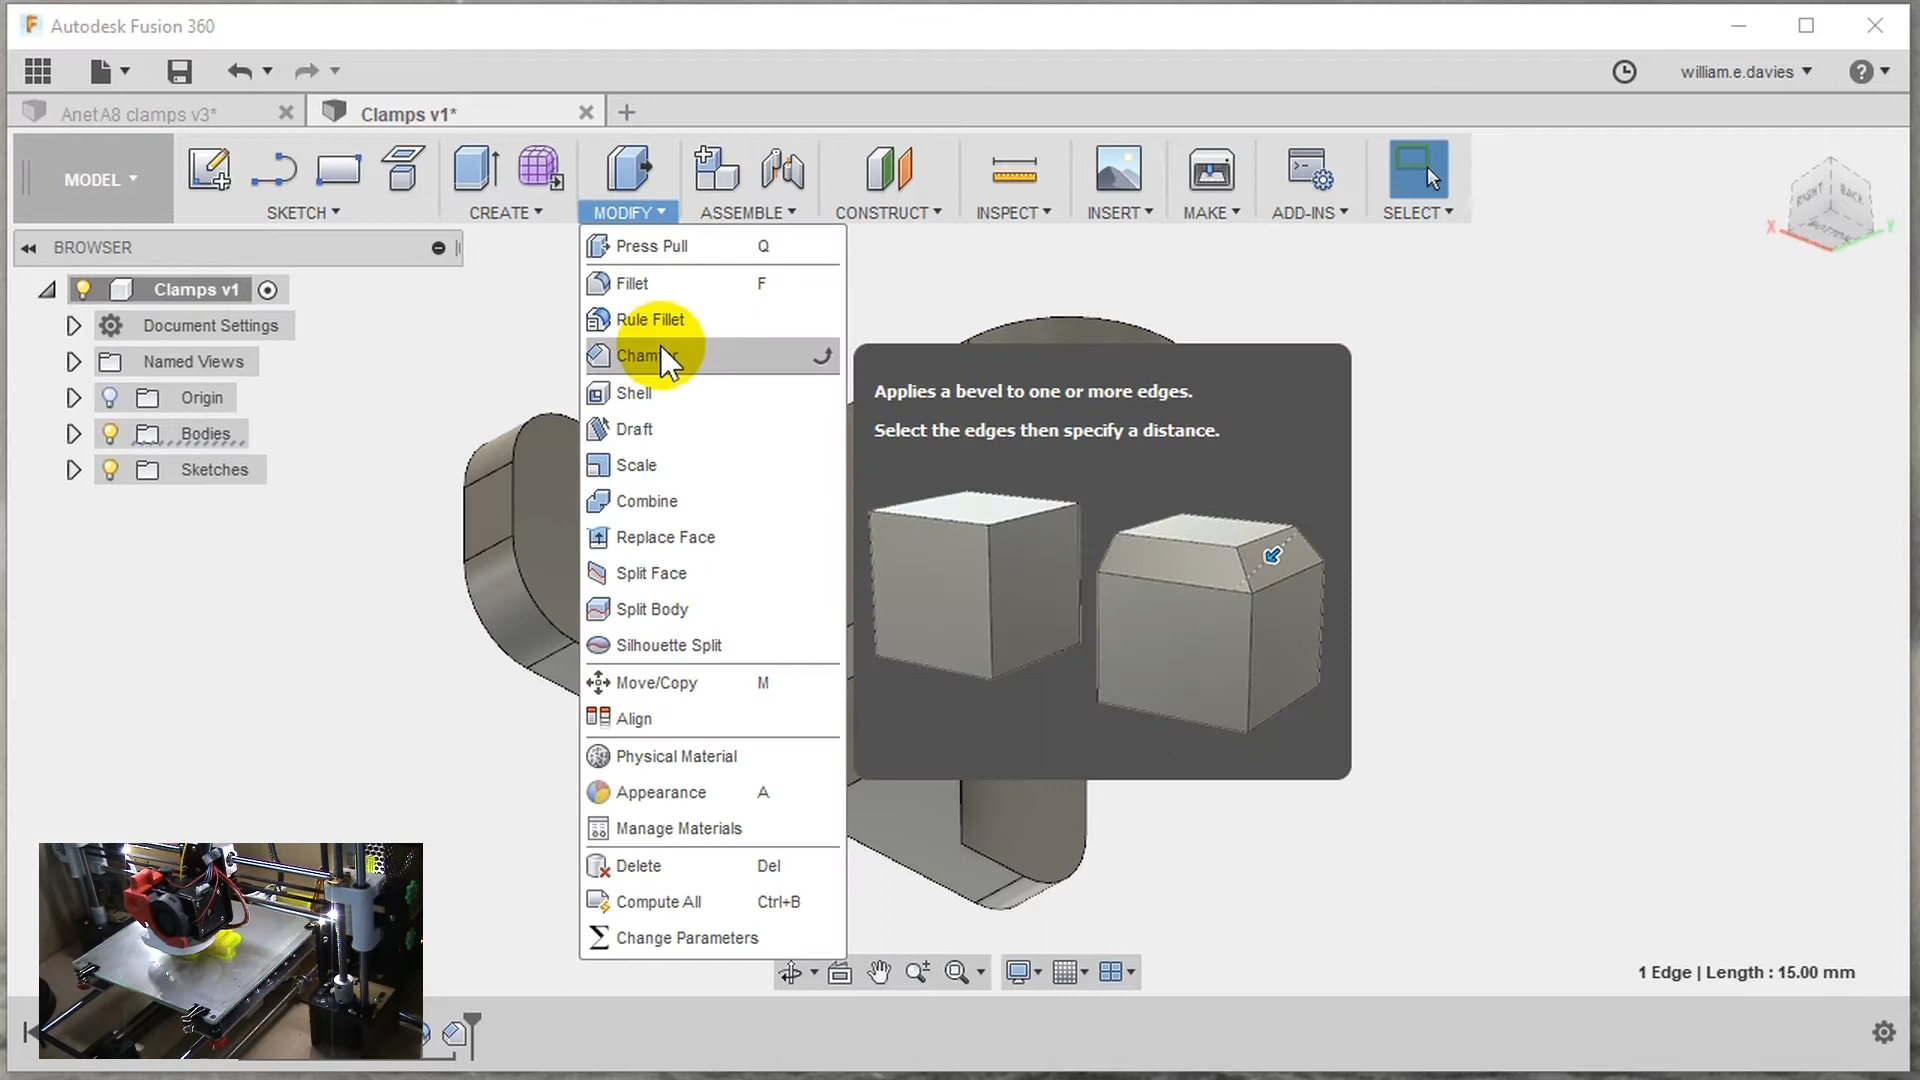 Autodesk Fusion 360
william.e.davies
Anet A8 clamps v3*
Clamps v1*
MODEL
SKETCH
CREATE
MODIFY
ASSEMBLE
CONSTRUCT
INSPECT
INSERT
MAKE
ADD-INS
SELECT
RIGHT
BACK
BOTTOM
X
Y
BROWSER
Clamps v1
Document Settings
Named Views
Origin
Bodies
Sketches
Press Pull Q
Fillet F
Rule Fillet
Shell
Draft
Scale
Combine
Replace Face
Split Face
Split Body
Silhouette Split
Move/Copy M
Align
Physical Material
Appearance A
Manage Materials
Delete Del
Compute All Ctrl+B
Change Parameters
Applies a bevel to one or more edges.
Select the edges then specify a distance.
1 Edge | Length : 15.00 mm